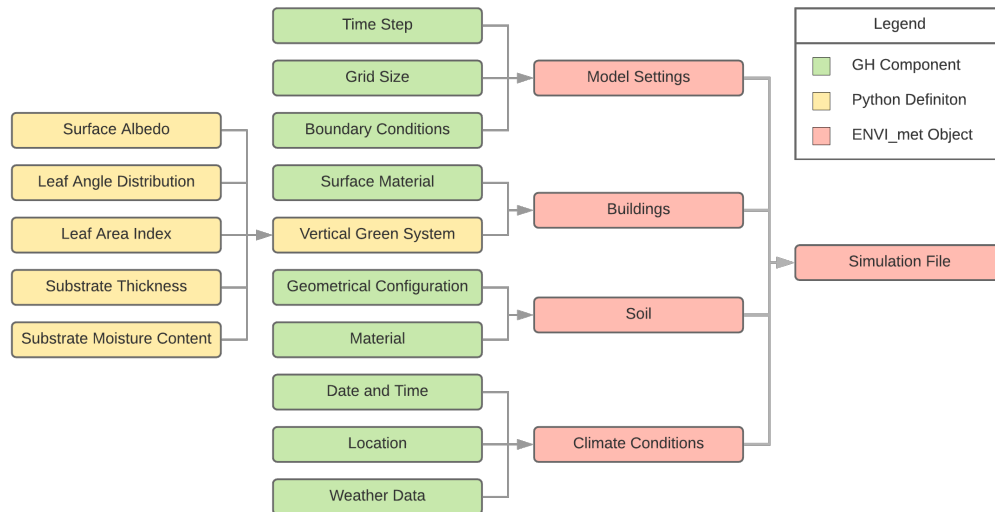 Time Step
Grid Size
Boundary Conditions
Surface Albedo
Leaf Angle Distribution
Leaf Area Index
Substrate Thickness
Substrate Moisture Content
Surface Material
Vertical Green System
Geometrical Configuration
Material
Date and Time
Location
Weather Data
Model Settings
Buildings
Soil
Climate Conditions
Simulation File
Legend
GH Component
Python Definiton
ENVI_met Object